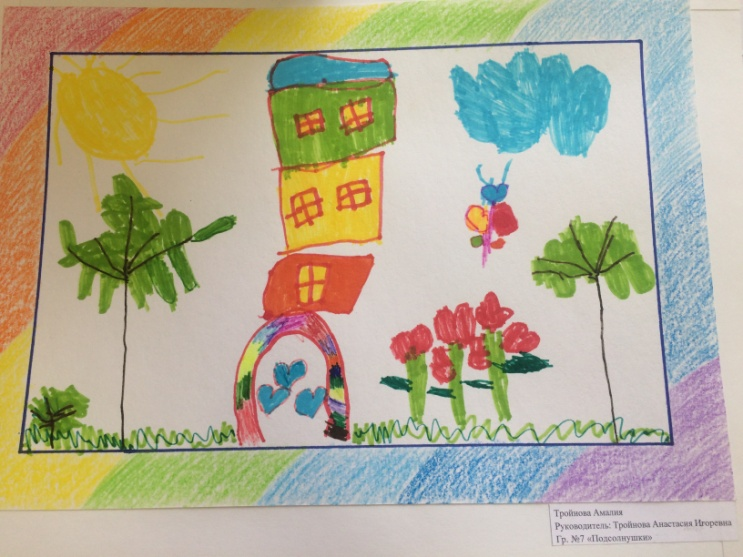 Тройнова Амалия
Руководитель: Тройнова Анастасия Игоревна
Гр. №7 «Подсолнушки»